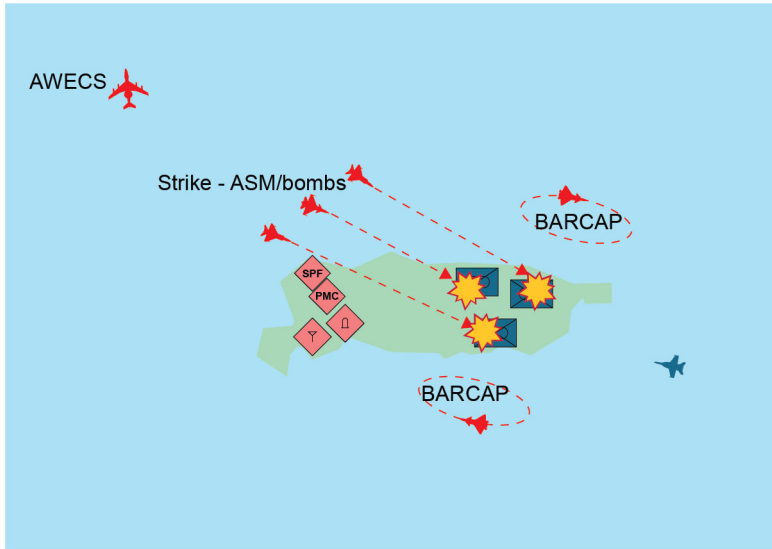 AWECS
Strike - ASM/bombs
BARCAP
SPF
PMC
BARCAP